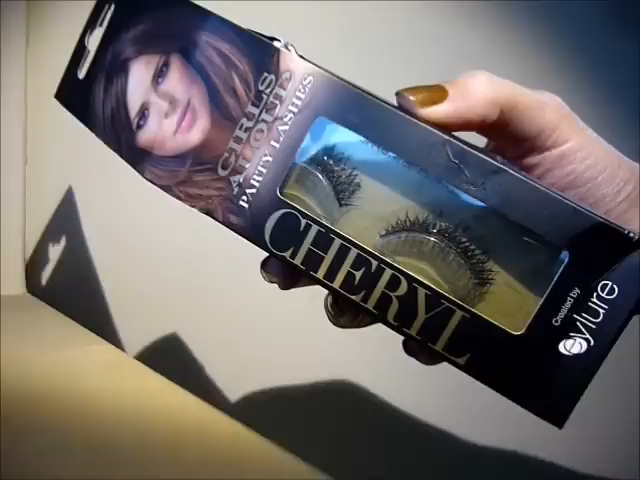 GIRLS
ALOUD
PARTY LASHES
CHERYL
Created by
eylure